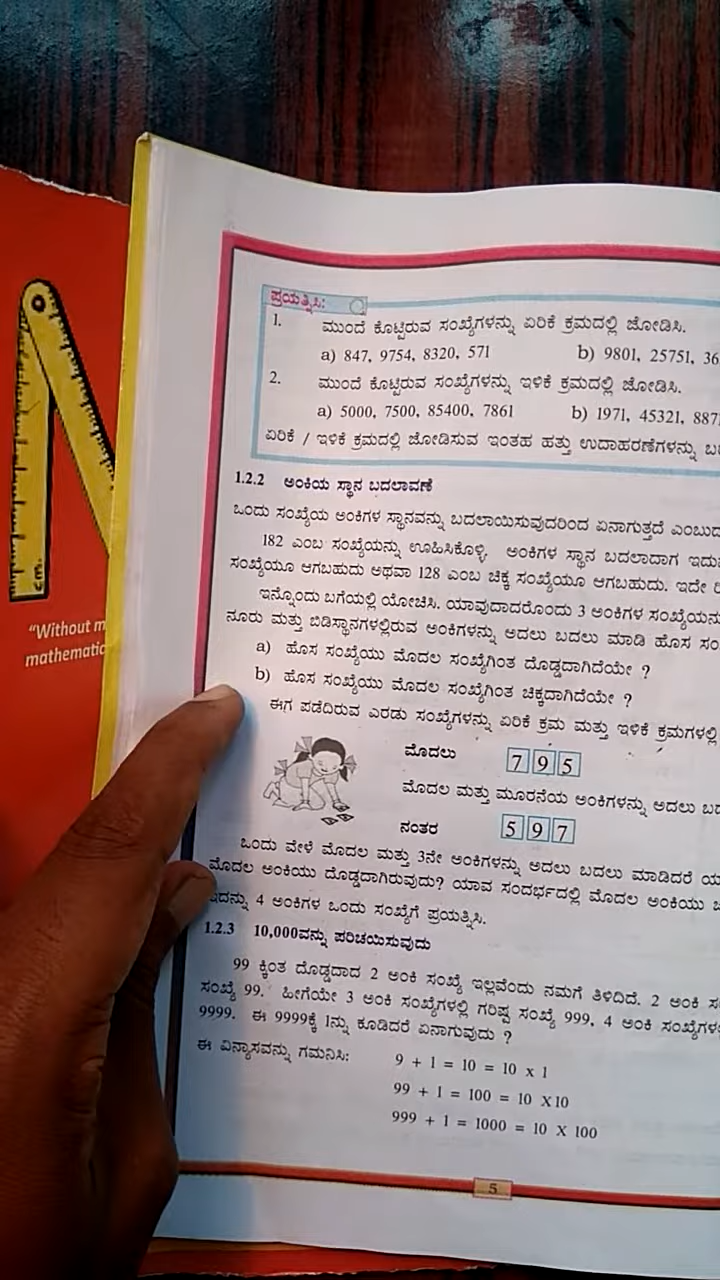 "Without m
mathematic
ಪ್ರಯತ್ನಿಸಿ:
1. ಮುಂದೆ ಕೊಟ್ಟಿರುವ ಸಂಖ್ಯೆಗಳನ್ನು ಏರಿಕೆ ಕ್ರಮದಲ್ಲಿ ಜೋಡಿಸಿ.
a) 847, 9754, 8320, 571 b) 9801, 25751, 36
2. ಮುಂದೆ ಕೊಟ್ಟಿರುವ ಸಂಖ್ಯೆಗಳನ್ನು ಇಳಿಕೆ ಕ್ರಮದಲ್ಲಿ ಜೋಡಿಸಿ.
a) 5000, 7500, 85400, 7861 b) 1971, 45321, 887
ಏರಿಕೆ / ಇಳಿಕೆ ಕ್ರಮದಲ್ಲಿ ಜೋಡಿಸುವ ಇಂತಹ ಹತ್ತು ಉದಾಹರಣೆಗಳನ್ನು ಬ
1.2.2 ಅಂಕಿಯ ಸ್ಥಾನ ಬದಲಾವಣೆ
ಒಂದು ಸಂಖ್ಯೆಯ ಅಂಕಿಗಳ ಸ್ಥಾನವನ್ನು ಬದಲಾಯಿಸುವುದರಿಂದ ಏನಾಗುತ್ತದೆ ಎಂಬುದ
182 ಎಂಬ ಸಂಖ್ಯೆಯನ್ನು ಊಹಿಸಿಕೊಳ್ಳಿ. ಅಂಕಿಗಳ ಸ್ಥಾನ ಬದಲಾದಾಗ ಇದು
ಸಂಖ್ಯೆಯೂ ಆಗಬಹುದು ಅಥವಾ 128 ಎಂಬ ಚಿಕ್ಕ ಸಂಖ್ಯೆಯೂ ಆಗಬಹುದು. ಇದೇ
ಇನ್ನೊಂದು ಬಗೆಯಲ್ಲಿ ಯೋಚಿಸಿ. ಯಾವುದಾದರೊಂದು 3 ಅಂಕಿಗಳ ಸಂಖ್ಯೆಯನ
ನೂರು ಮತ್ತು ಬಿಡಿಸ್ಥಾನಗಳಲ್ಲಿರುವ ಅಂಕಿಗಳನ್ನು ಅದಲು ಬದಲು ಮಾಡಿ ಹೊಸ ಸಂ
a) ಹೊಸ ಸಂಖ್ಯೆಯು ಮೊದಲ ಸಂಖ್ಯೆಗಿಂತ ದೊಡ್ಡದಾಗಿದೆಯೇ ?
b) ಹೊಸ ಸಂಖ್ಯೆಯು ಮೊದಲ ಸಂಖ್ಯೆಗಿಂತ ಚಿಕ್ಕದಾಗಿದೆಯೇ ?
ಈಗ ಪಡೆದಿರುವ ಎರಡು ಸಂಖ್ಯೆಗಳನ್ನು ಏರಿಕೆ ಕ್ರಮ ಮತ್ತು ಇಳಿಕೆ ಕ್ರಮಗಳಲ್ಲಿ
ಮೊದಲು 7 9 5
ಮೊದಲ ಮತ್ತು ಮೂರನೆಯ ಅಂಕಿಗಳನ್ನು ಅದಲು ಬದ
ನಂತರ 5 9 7
ಒಂದು ವೇಳೆ ಮೊದಲ ಮತ್ತು 3ನೇ ಅಂಕಿಗಳನ್ನು ಅದಲು ಬದಲು ಮಾಡಿದರೆ ಯ
ಮೊದಲ ಅಂಕಿಯು ದೊಡ್ಡದಾಗಿರುವುದು? ಯಾವ ಸಂದರ್ಭದಲ್ಲಿ ಮೊದಲ ಅಂಕಿಯು
ಇದನ್ನು 4 ಅಂಕಿಗಳ ಒಂದು ಸಂಖ್ಯೆಗೆ ಪ್ರಯತ್ನಿಸಿ.
1.2.3 10,000ವನ್ನು ಪರಿಚಯಿಸುವುದು
99 ಕ್ಕಿಂತ ದೊಡ್ಡದಾದ 2 ಅಂಕಿ ಸಂಖ್ಯೆ ಇಲ್ಲವೆಂದು ನಮಗೆ ತಿಳಿದಿದೆ. 2 ಅಂಕಿ ಸ
ಸಂಖ್ಯೆ 99. ಹೀಗೆಯೇ 3 ಅಂಕಿ ಸಂಖ್ಯೆಗಳಲ್ಲಿ ಗರಿಷ್ಠ ಸಂಖ್ಯೆ 999, 4 ಅಂಕಿ ಸಂಖ್ಯೆಗಳ
9999. ಈ 9999ಕ್ಕೆ 1ನ್ನು ಕೂಡಿದರೆ ಏನಾಗುವುದು ?
ಈ ವಿನ್ಯಾಸವನ್ನು ಗಮನಿಸಿ: 9 + 1 = 10 = 10 x 1
99 + 1 = 100 = 10 X10
999 + 1 = 1000 = 10 X 100
5